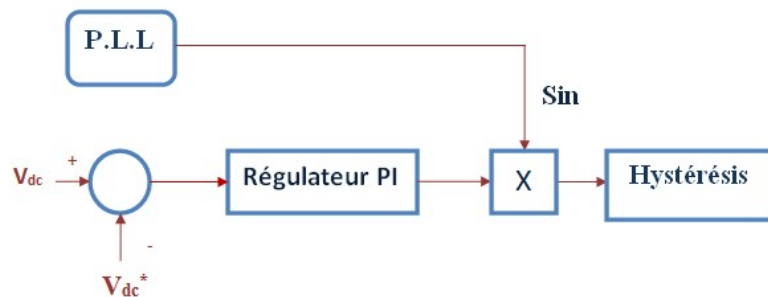 P.L.L
Sin
Vdc
+
Régulateur PI
X
Hystérésis
-
Vdc*